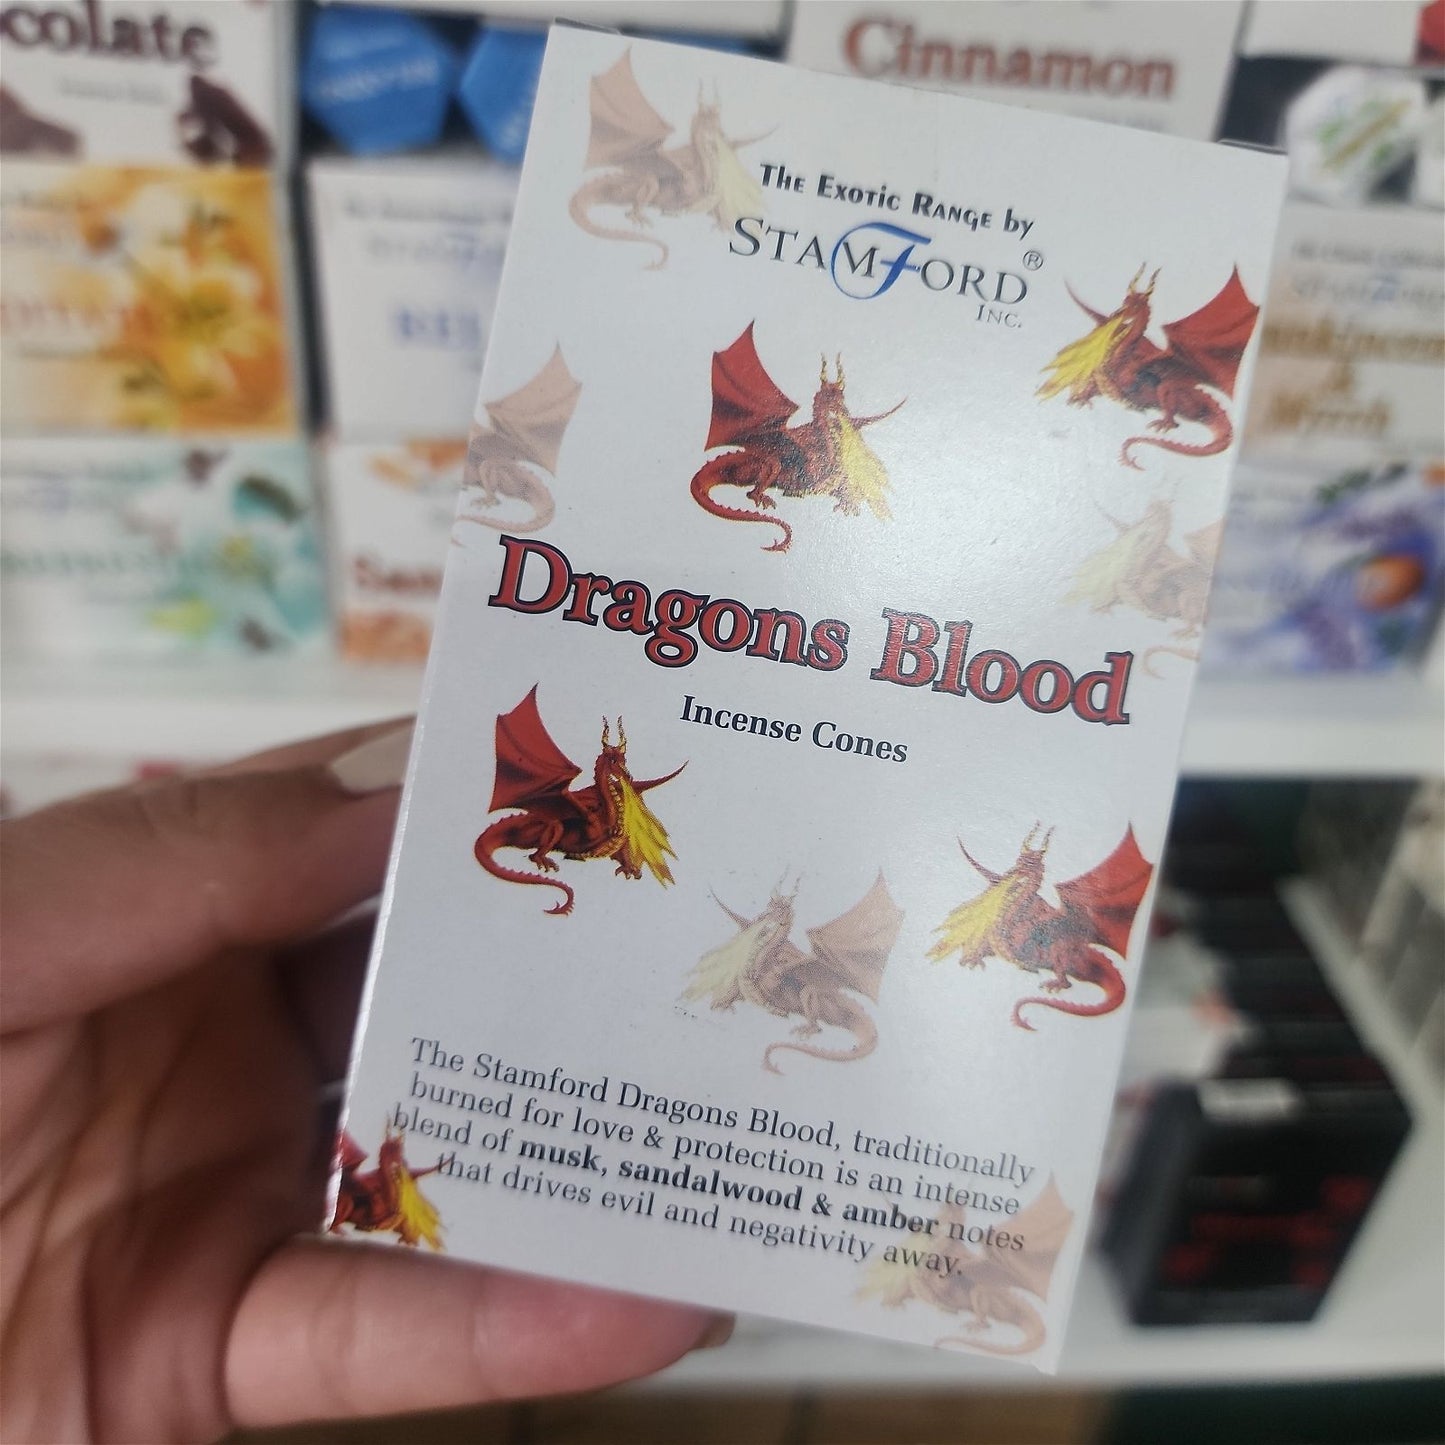 colate
Cinnamon
The Exotic Range by
STAMFORD®
INC.
Dragons Blood
Incense Cones
The Stamford Dragons Blood, traditionally
burned for love & protection is an intense
blend of musk, sandalwood & amber notes
that drives evil and negativity away.
&
Myrrh